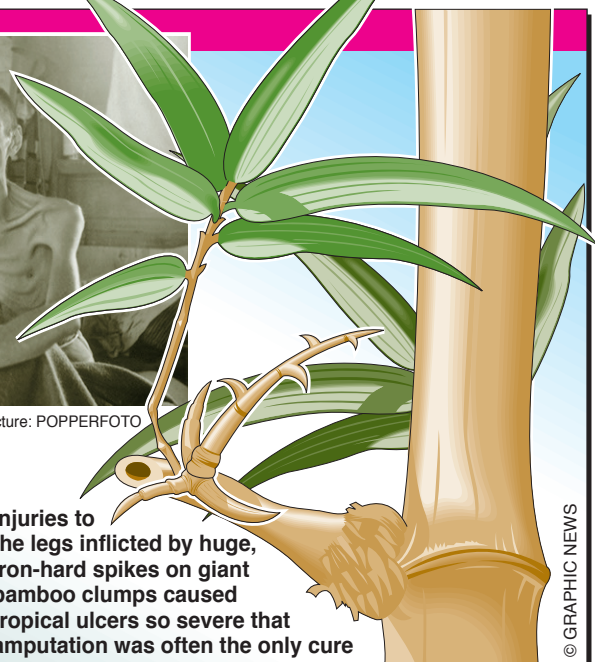 cture: POPPERFOTO
njuries to
he legs inflicted by huge,
ron-hard spikes on giant
bamboo clumps caused
ropical ulcers so severe that
amputation was often the only cure
© GRAPHIC NEWS